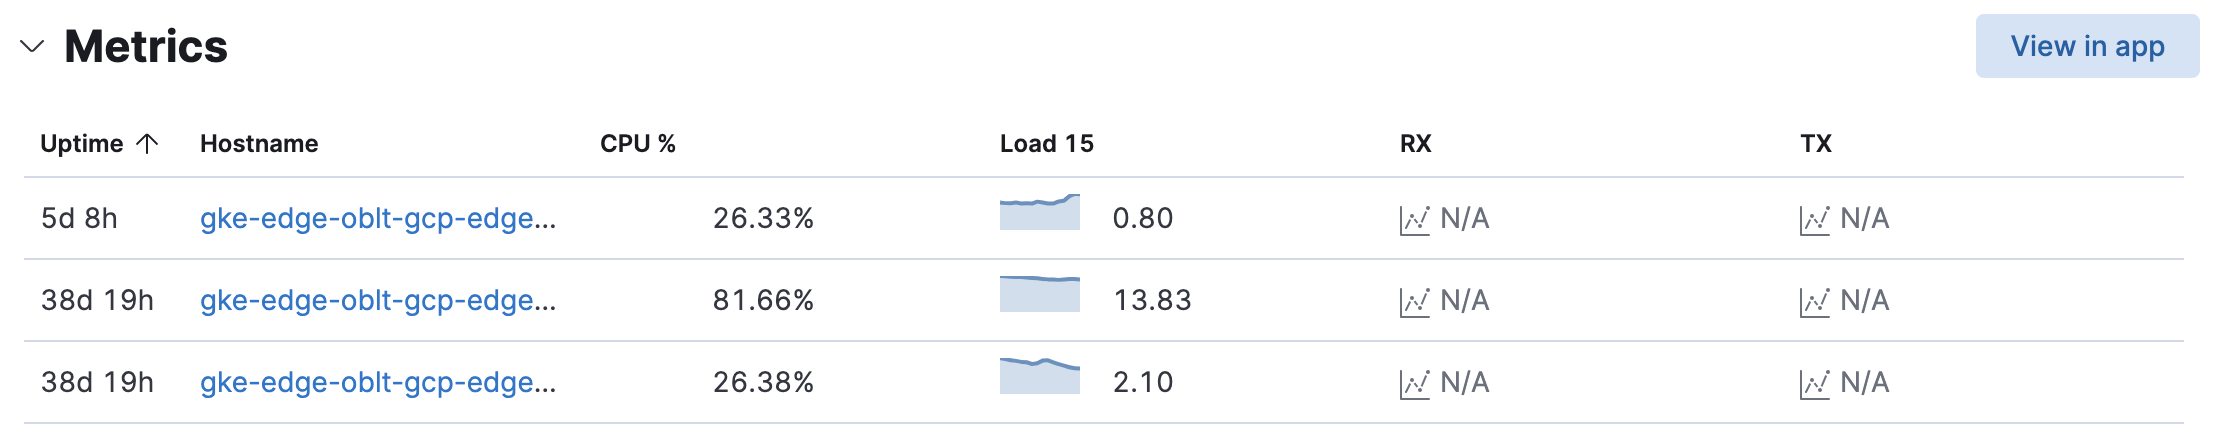 Metrics
View in app
Uptime Hostname CPU % Load 15 RX TX
5d 8h gke-edge-oblt-gcp-edge... 26.33% 0.80 N/A N/A
38d 19h gke-edge-oblt-gcp-edge... 81.66% 13.83 N/A N/A
38d 19h gke-edge-oblt-gcp-edge... 26.38% 2.10 N/A N/A